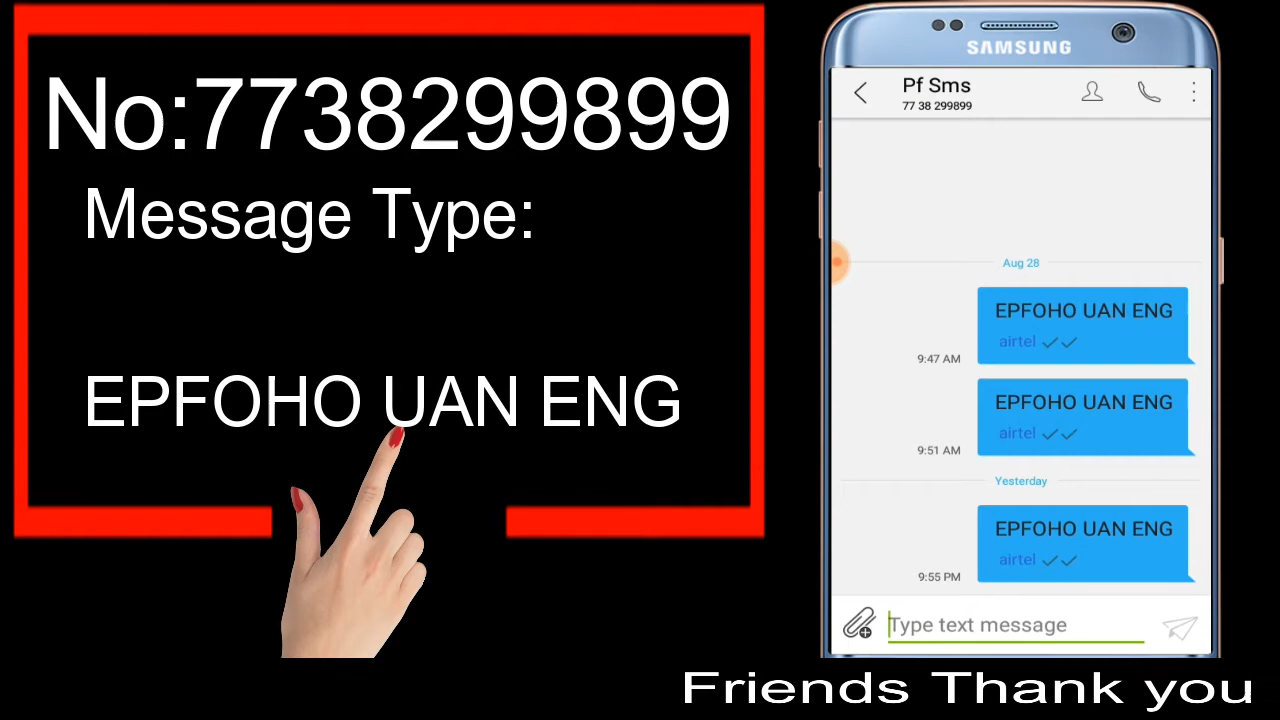 No:7738299899
Message Type:
EPFOHO UAN ENG
SAMSUNG
Pf Sms
77 38 299899
Aug 28
EPFOHO UAN ENG
airtel
9:47 AM
EPFOHO UAN ENG
airtel
9:51 AM
Yesterday
EPFOHO UAN ENG
airtel
9:55 PM
Type text message
Friends Thank you